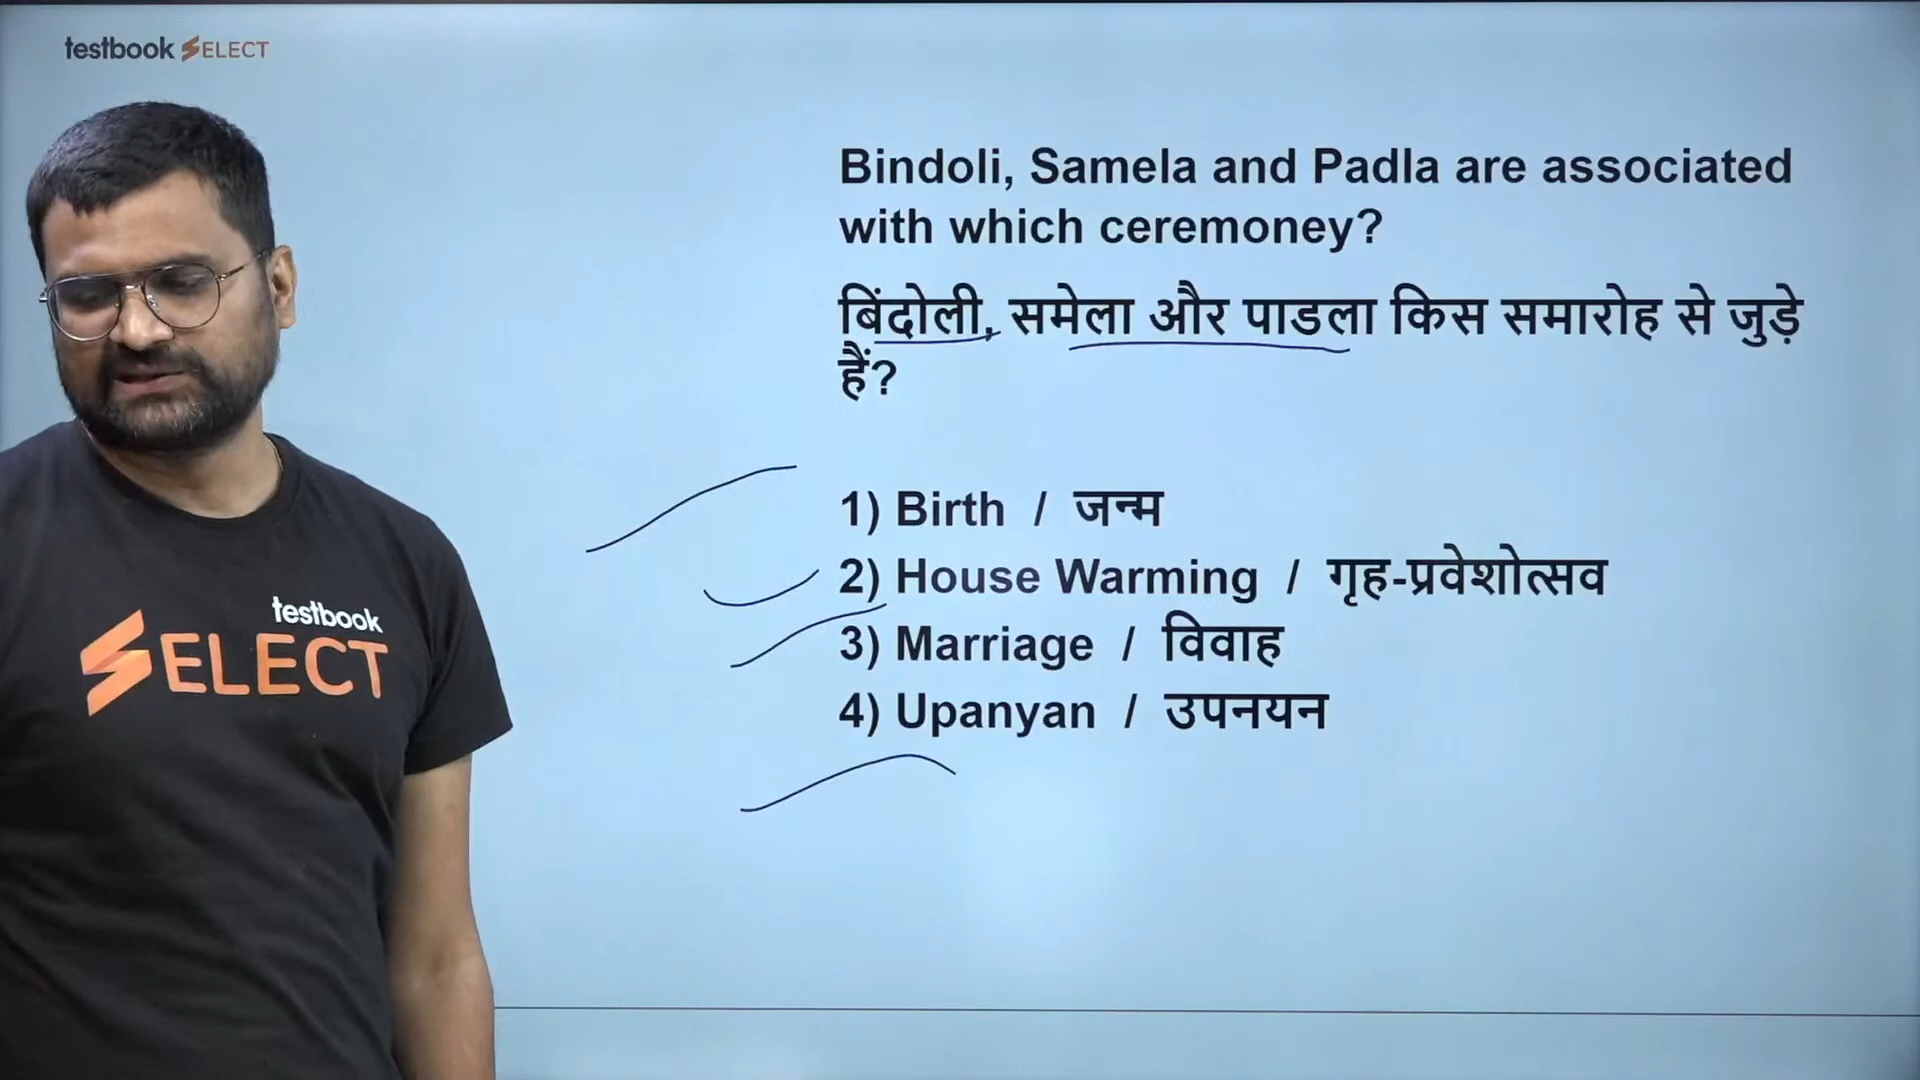 testbook SELECT
Bindoli, Samela and Padla are associated
with which ceremoney?
बिंदोली, समेला और पाडला किस समारोह से जुड़े
हैं?
1) Birth / जन्म
2) House Warming / गृह-प्रवेशोत्सव
3) Marriage / विवाह
4) Upanyan / उपनयन
testbook
SELECT